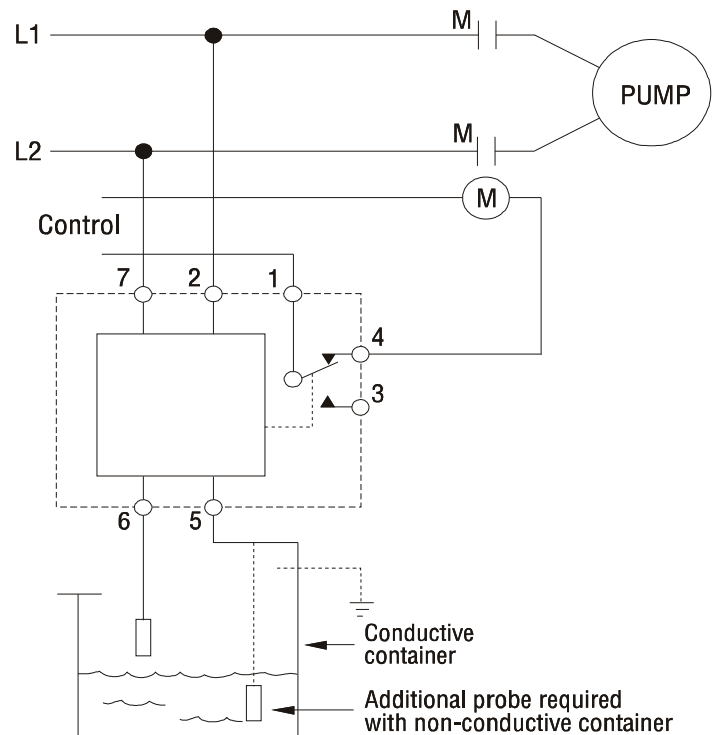 L1
M
PUMP
L2
M
M
Control
7
2
1
4
3
6
5
Conductive
container
Additional probe required
with non-conductive container